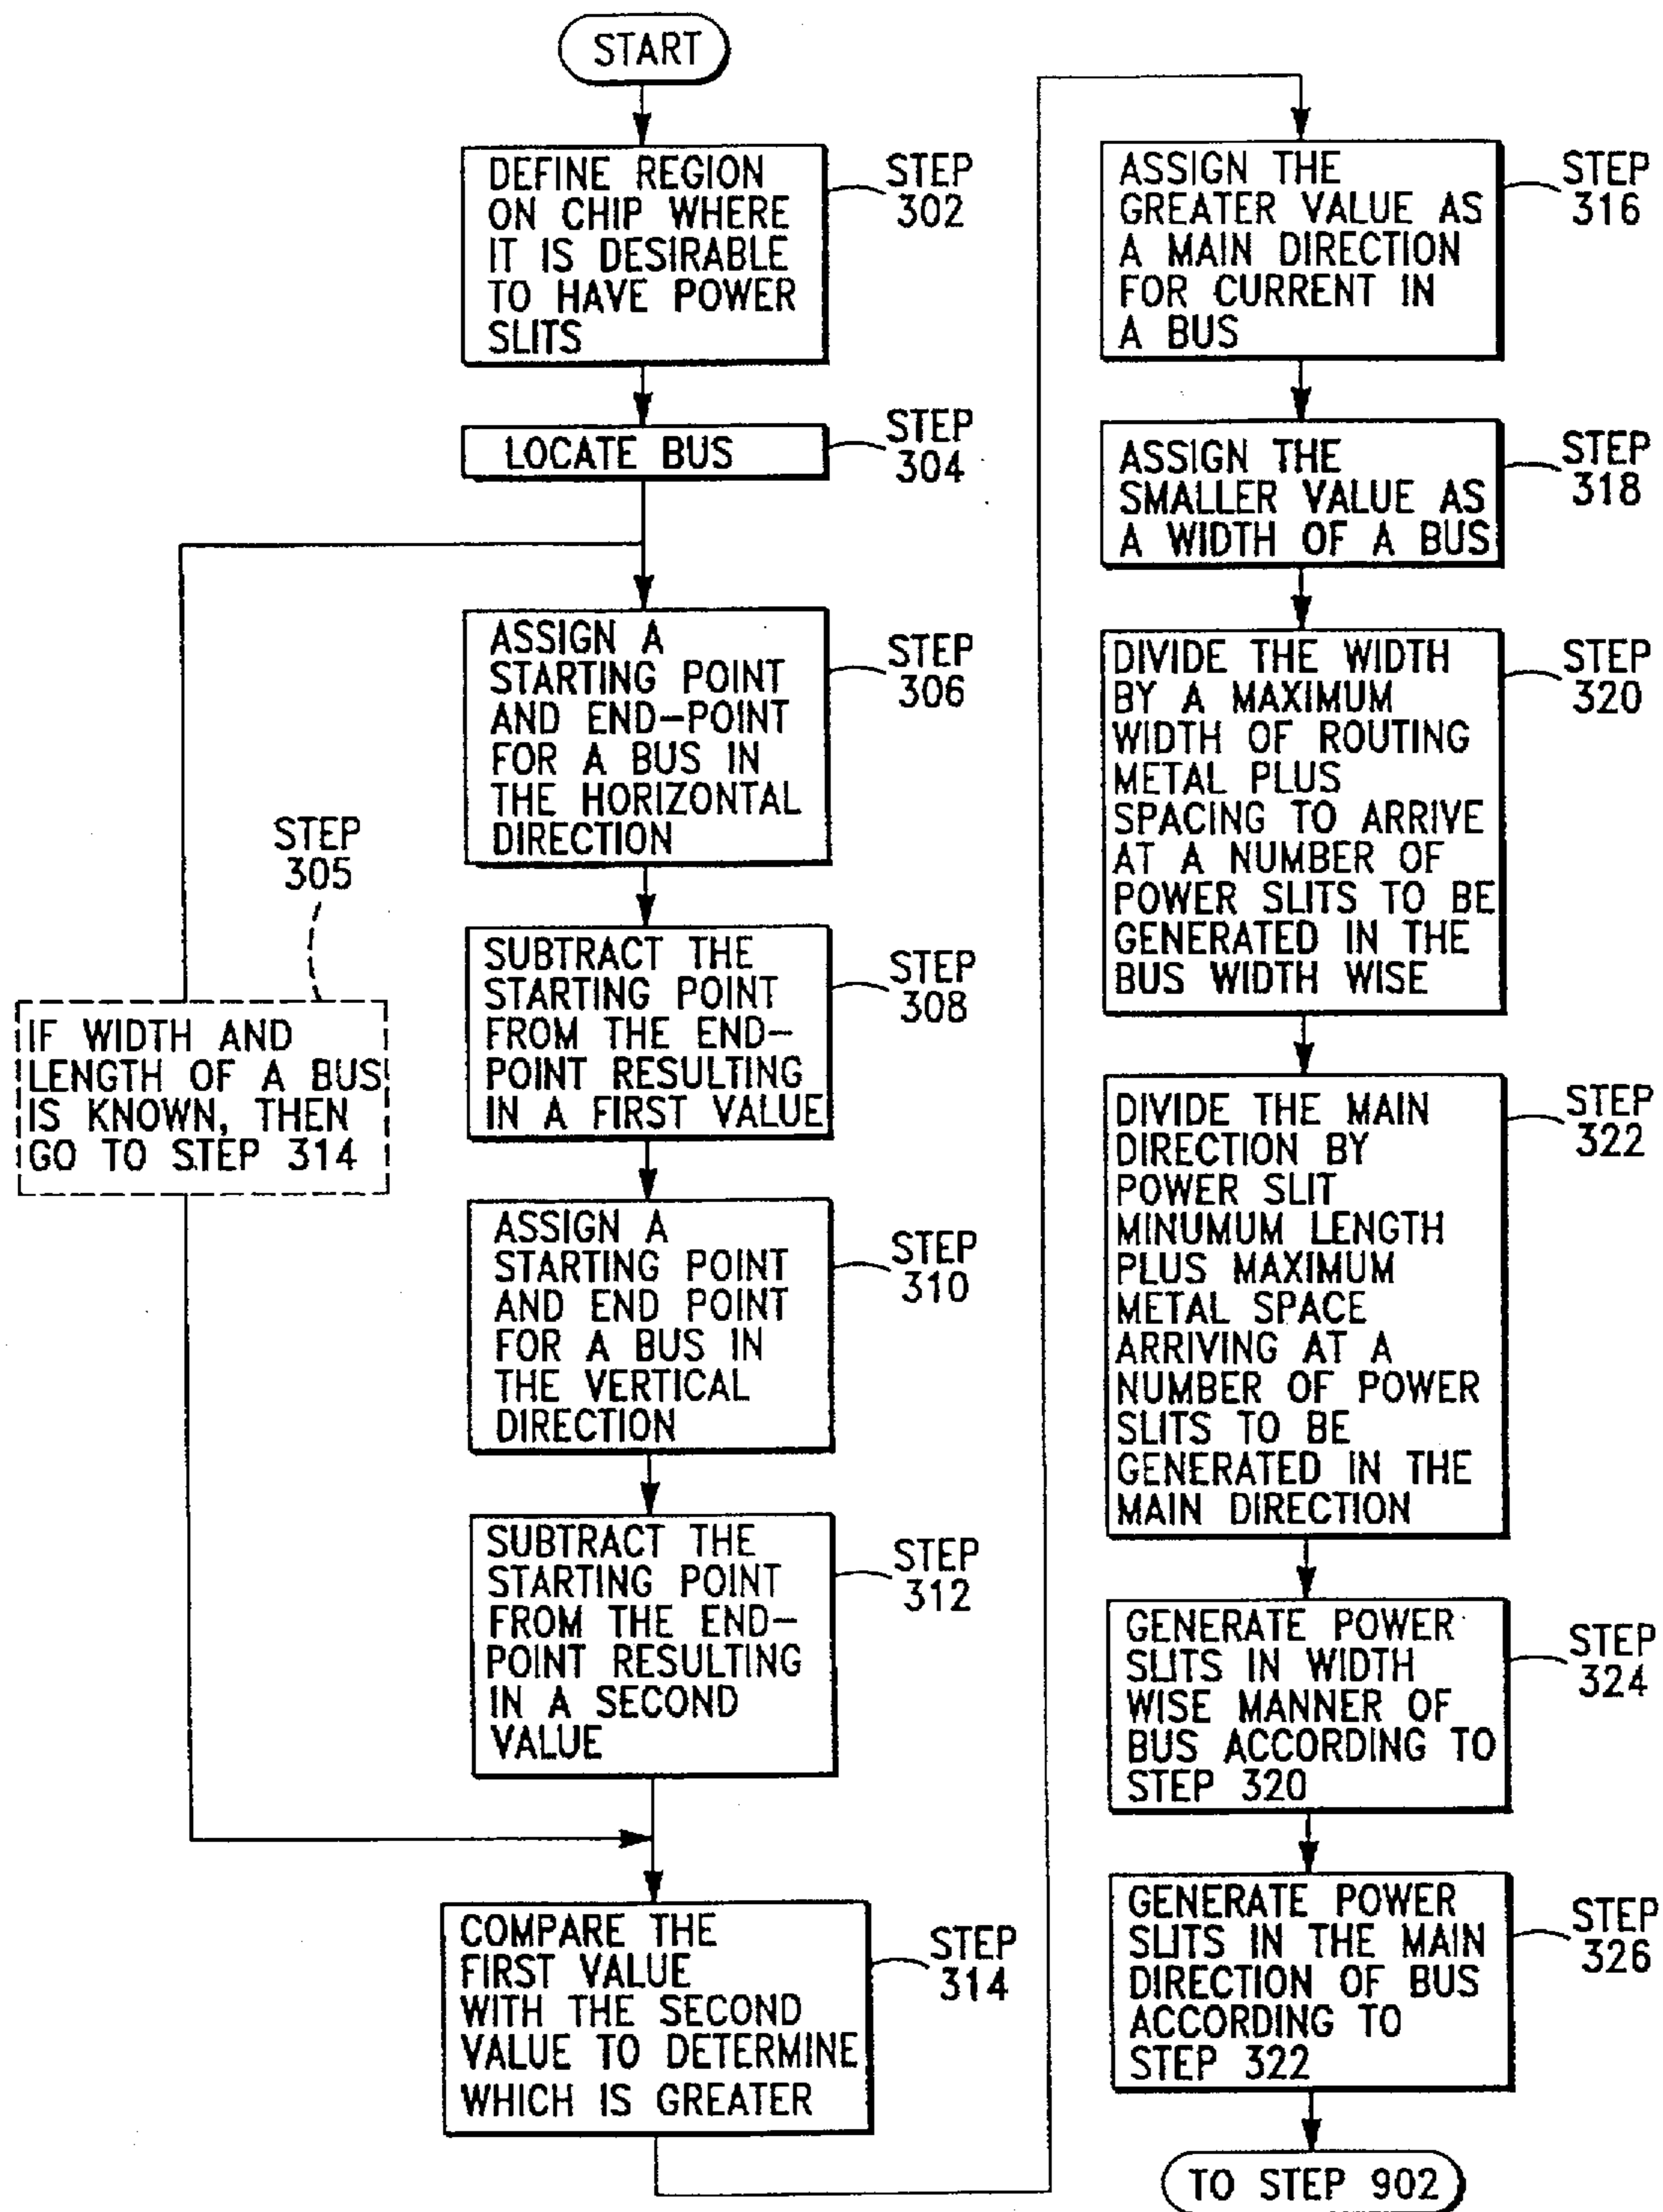 START
DEFINE REGION
ON CHIP WHERE
IT IS DESIRABLE
TO HAVE POWER
SLITS
STEP
302
LOCATE BUS
STEP
304
STEP
305
IF WIDTH AND
LENGTH OF A BUS
IS KNOWN, THEN
GO TO STEP 314
ASSIGN A
STARTING POINT
AND END-POINT
FOR A BUS IN
THE HORIZONTAL
DIRECTION
STEP
306
SUBTRACT THE
STARTING POINT
FROM THE END-
POINT RESULTING
IN A FIRST VALUE
STEP
308
ASSIGN A
STARTING POINT
AND END POINT
FOR A BUS IN
THE VERTICAL
DIRECTION
STEP
310
SUBTRACT THE
STARTING POINT
FROM THE END-
POINT RESULTING
IN A SECOND
VALUE
STEP
312
COMPARE THE
FIRST VALUE
WITH THE SECOND
VALUE TO DETERMINE
WHICH IS GREATER
STEP
314
ASSIGN THE
GREATER VALUE AS
A MAIN DIRECTION
FOR CURRENT IN
A BUS
STEP
316
ASSIGN THE
SMALLER VALUE AS
A WIDTH OF A BUS
STEP
318
DIVIDE THE WIDTH
BY A MAXIMUM
WIDTH OF ROUTING
METAL PLUS
SPACING TO ARRIVE
AT A NUMBER OF
POWER SLITS TO BE
GENERATED IN THE
BUS WIDTH WISE
STEP
320
DIVIDE THE MAIN
DIRECTION BY
POWER SLIT
MINUMUM LENGTH
PLUS MAXIMUM
METAL SPACE
ARRIVING AT A
NUMBER OF POWER
SLITS TO BE
GENERATED IN THE
MAIN DIRECTION
STEP
322
GENERATE POWER
SLITS IN WIDTH
WISE MANNER OF
BUS ACCORDING TO
STEP 320
STEP
324
GENERATE POWER
SLITS IN THE MAIN
DIRECTION OF BUS
ACCORDING TO
STEP 322
STEP
326
TO STEP 902